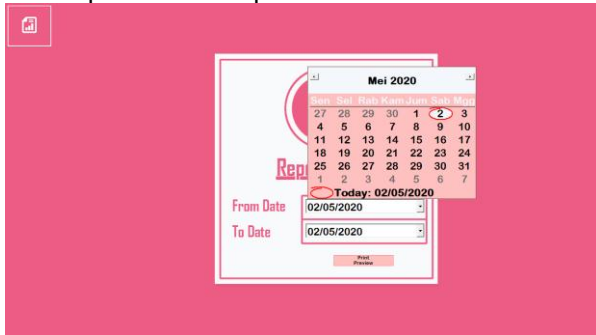 Mei 2020
Sen Sel Rab Kam Jum Sab Mgg
27 28 29 30 1 2 3
4 5 6 7 8 9 10
11 12 13 14 15 16 17
18 19 20 21 22 23 24
25 26 27 28 29 30 31
1 2 3 4 5 6 7
Today: 02/05/2020
From Date 02/05/2020
To Date 02/05/2020
Print
Preview